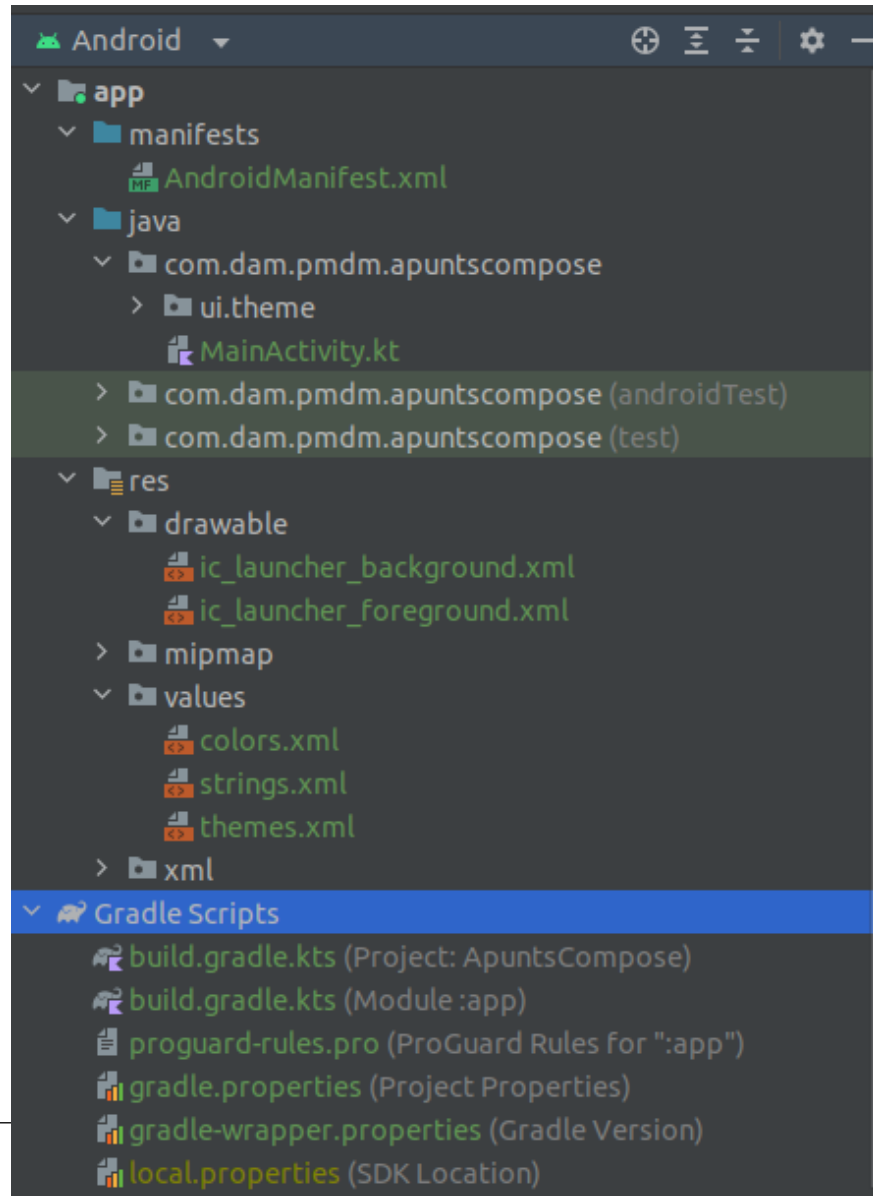 Android
app
manifests
MF AndroidManifest.xml
java
com.dam.pmdm.apuntscompose
ui.theme
MainActivity.kt
com.dam.pmdm.apuntscompose (androidTest)
com.dam.pmdm.apuntscompose (test)
res
drawable
ic_launcher_background.xml
ic_launcher_foreground.xml
mipmap
values
colors.xml
strings.xml
themes.xml
xml
Gradle Scripts
build.gradle.kts (Project: ApuntsCompose)
build.gradle.kts (Module :app)
proguard-rules.pro (ProGuard Rules for ":app")
gradle.properties (Project Properties)
gradle-wrapper.properties (Gradle Version)
local.properties (SDK Location)